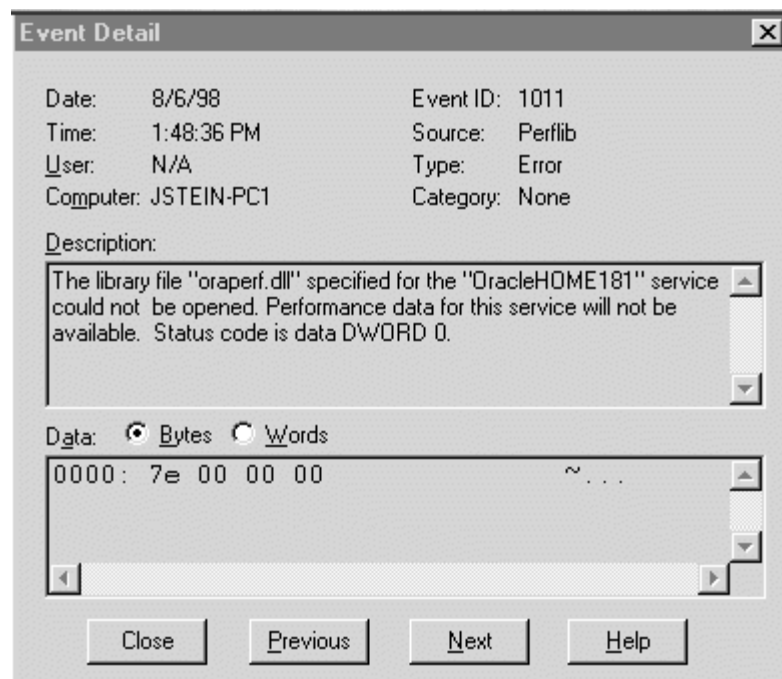 Event Detail
Date: 8/6/98 Event ID: 1011
Time: 1:48:36 PM Source: Perflib
User: N/A Type: Error
Computer: JSTEIN-PC1 Category: None
Description:
The library file "oraperf.dll" specified for the "OracleHOME181" service
could not be opened. Performance data for this service will not be
available. Status code is data DWORD 0.
Data: Bytes Words
0000: 7e 00 00 00 ~...
Close Previous Next Help